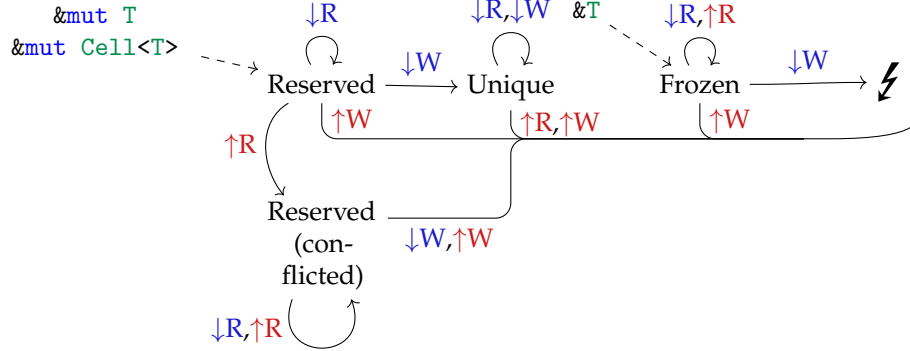 &mut T
&mut Cell<T>
↓R
↓R,↓W
&T
↓R,↑R
Reserved
↓W
Unique
Frozen
↓W
↑W
↑R,↑W
↑W
↑R
Reserved
(con-
flicted)
↓W,↑W
↓R,↑R